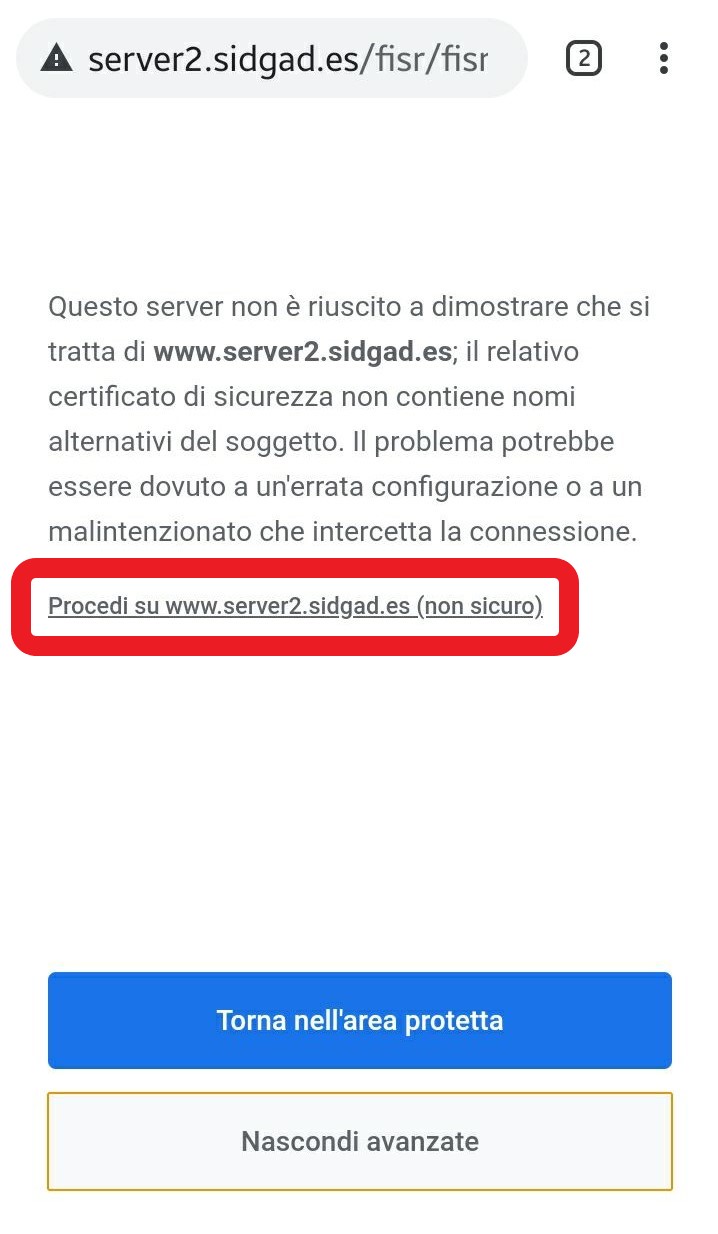 server2.sidgad.es/fisr/fisr
2
Questo server non è riuscito a dimostrare che si
tratta di www.server2.sidgad.es; il relativo
certificato di sicurezza non contiene nomi
alternativi del soggetto. Il problema potrebbe
essere dovuto a un'errata configurazione o a un
malintenzionato che intercetta la connessione.
Procedi su www.server2.sidgad.es (non sicuro)
Torna nell'area protetta
Nascondi avanzate